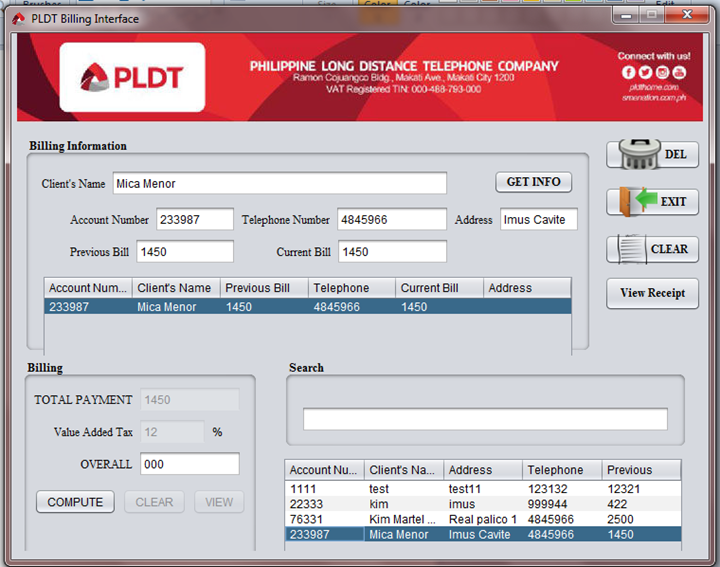 PLDT Billing Interface
PLDT
PHILIPPINE LONG DISTANCE TELEPHONE COMPANY
Ramon Cojuangco Bldg., Makati Ave., Makati City 1200
VAT Registered TIN: 000-488-793-000
Connect with us!
pldthome.com
smornation.com.ph
Billing Information
Client's Name Mica Menor GET INFO
Account Number 233987 Telephone Number 4845966 Address Imus Cavite
Previous Bill 1450 Current Bill 1450
Account Num... Client's Name Previous Bill Telephone Current Bill Address
233987 Mica Menor 1450 4845966 1450
DEL
EXIT
CLEAR
View Receipt
Billing
TOTAL PAYMENT 1450
Value Added Tax 12 %
OVERALL 000
COMPUTE CLEAR VIEW
Search
Account Nu... Client's Na... Address Telephone Previous
1111 test test11 123132 12321
22333 kim imus 999944 422
76331 Kim Martel ... Real palico 1 4845966 2500
233987 Mica Menor Imus Cavite 4845966 1450